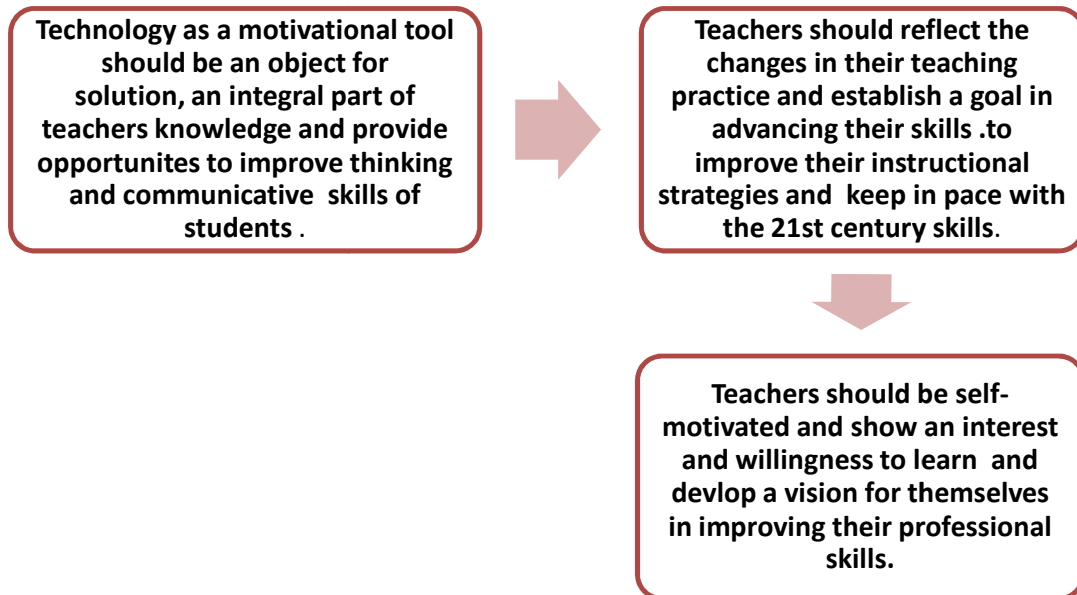 Technology as a motivational tool
should be an object for
solution, an integral part of
teachers knowledge and provide
opportunites to improve thinking
and communicative skills of
students .
Teachers should reflect the
changes in their teaching
practice and establish a goal in
advancing their skills .to
improve their instructional
strategies and keep in pace with
the 21st century skills.
Teachers should be self-
motivated and show an interest
and willingness to learn and
devlop a vision for themselves
in improving their professional
skills.